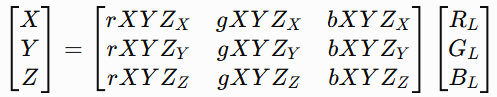 [X] = [rXYZ_X gXYZ_X bXYZ_X] [R_L]
[Y] = [rXYZ_Y gXYZ_Y bXYZ_Y] [G_L]
[Z] = [rXYZ_Z gXYZ_Z bXYZ_Z] [B_L]